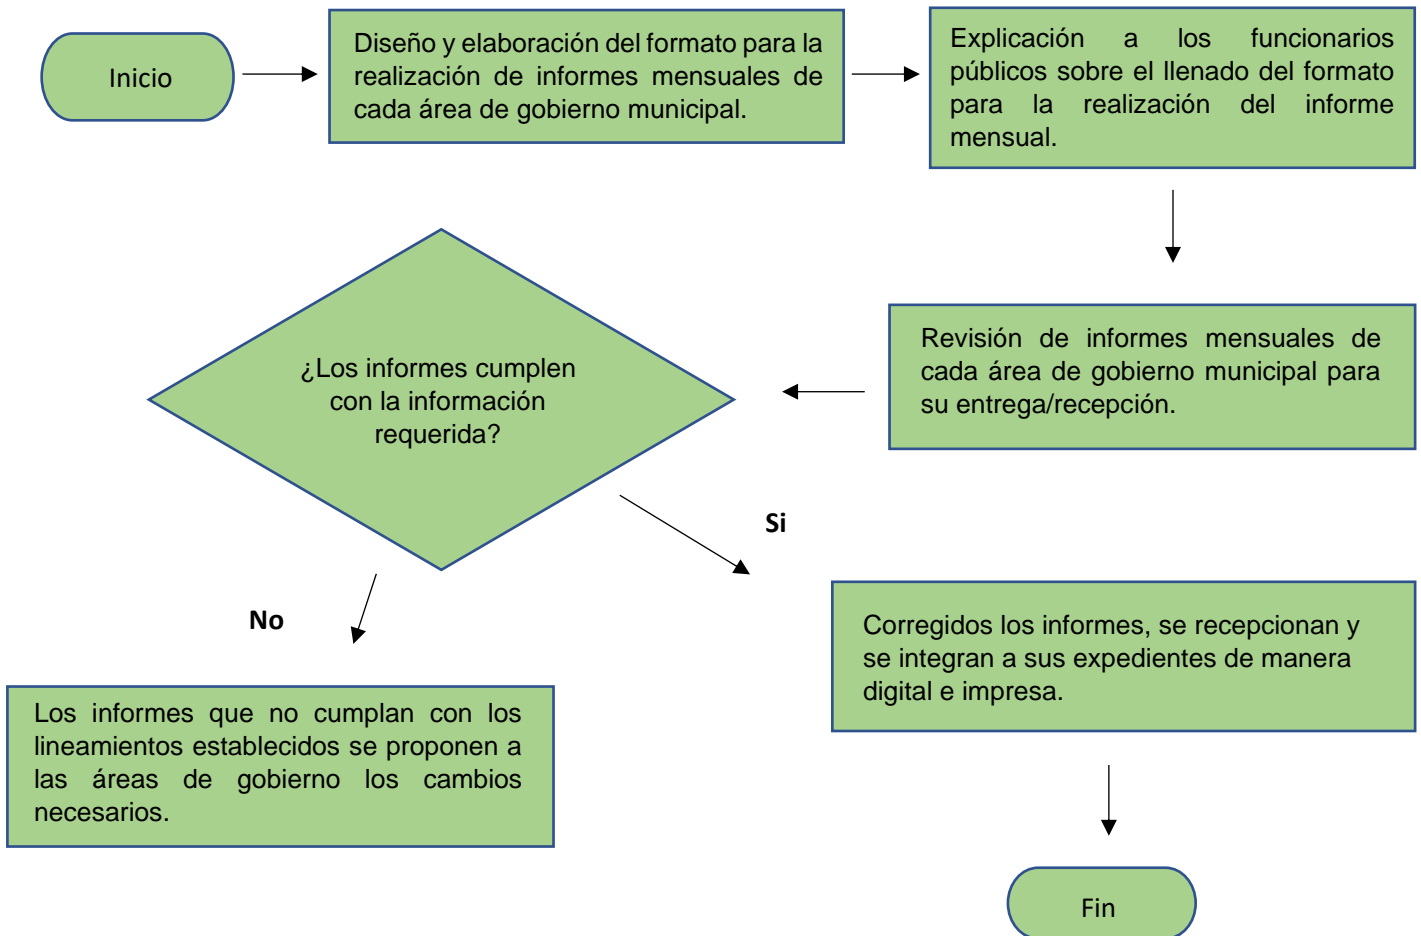 Inicio
Diseño y elaboración del formato para la
realización de informes mensuales de
cada área de gobierno municipal.
Explicación a los funcionarios
públicos sobre el llenado del formato
para la realización del informe
mensual.
Revisión de informes mensuales de
cada área de gobierno municipal para
su entrega/recepción.
¿Los informes cumplen
con la información
requerida?
Si
No
Corregidos los informes, se recepcionan y
se integran a sus expedientes de manera
digital e impresa.
Los informes que no cumplan con los
lineamientos establecidos se proponen a
las áreas de gobierno los cambios
necesarios.
Fin